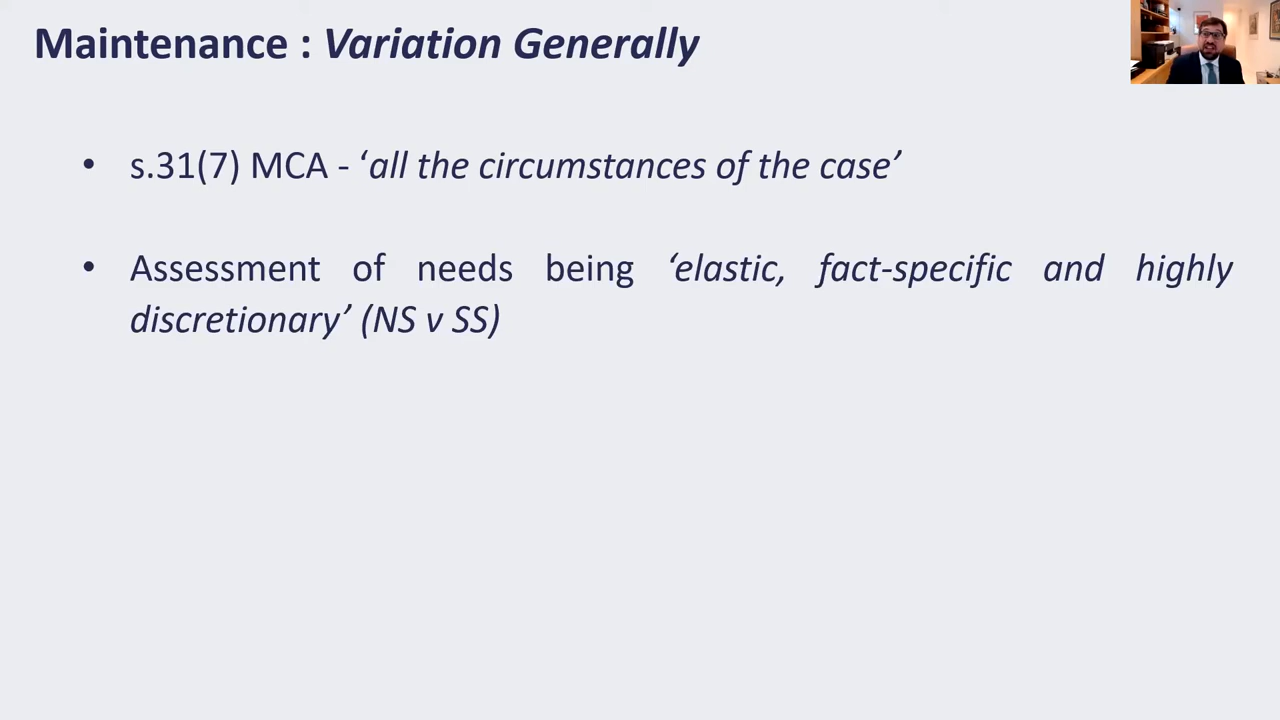 Maintenance : Variation Generally
• s.31(7) MCA - ‘all the circumstances of the case’
• Assessment of needs being ‘elastic, fact-specific and highly
discretionary’ (NS v SS)